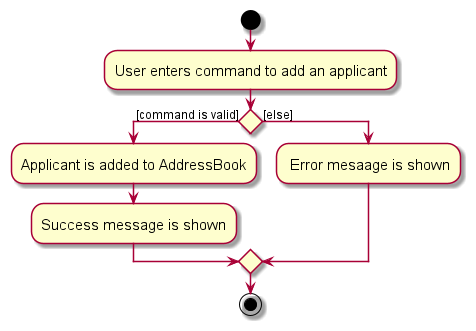 User enters command to add an applicant
[command is valid]
[else]
Applicant is added to AddressBook
Error mesaage is shown
Success message is shown